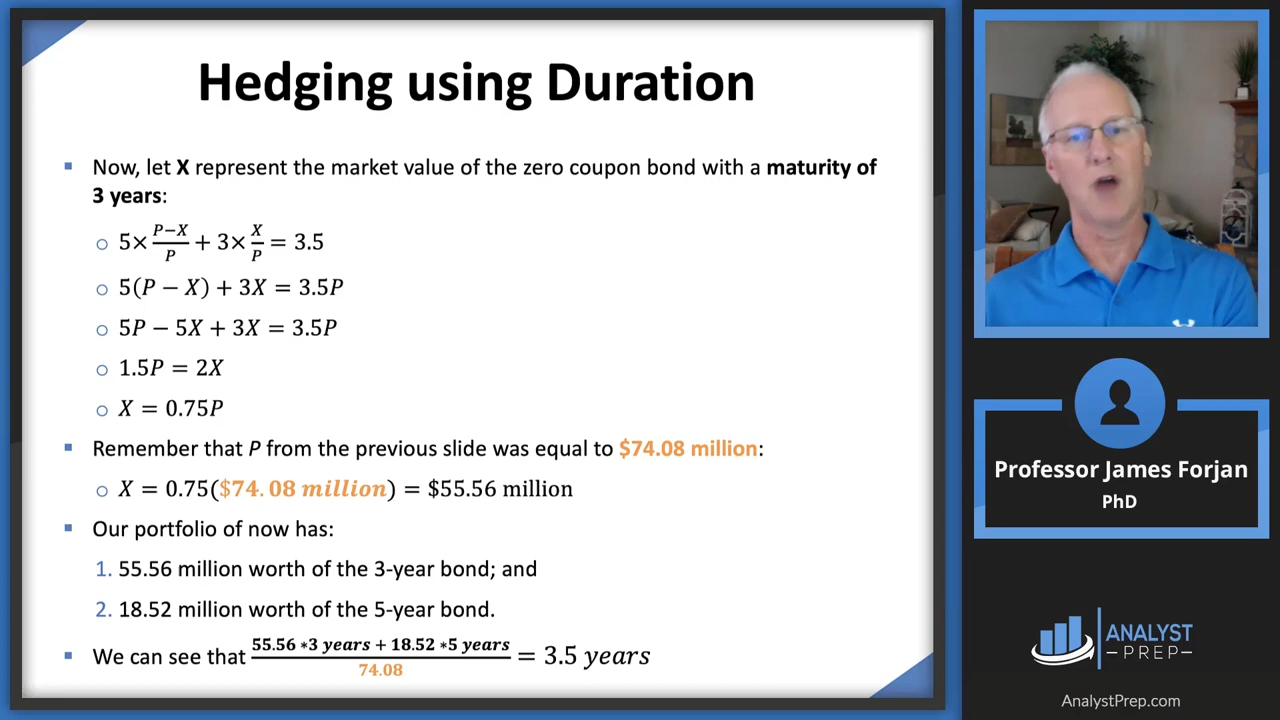 Hedging using Duration
▪ Now, let X represent the market value of the zero coupon bond with a maturity of
3 years:
○ 5× (P−X)/P + 3× X/P = 3.5
○ 5(P − X) + 3X = 3.5P
○ 5P − 5X + 3X = 3.5P
○ 1.5P = 2X
○ X = 0.75P
▪ Remember that P from the previous slide was equal to $74.08 million:
○ X = 0.75($74.08 million) = $55.56 million
▪ Our portfolio of now has:
1. 55.56 million worth of the 3-year bond; and
2. 18.52 million worth of the 5-year bond.
▪ We can see that (55.56 *3 years + 18.52 *5 years)/74.08 = 3.5 years
Professor James Forjan
PhD
ANALYST
–PREP–
AnalystPrep.com